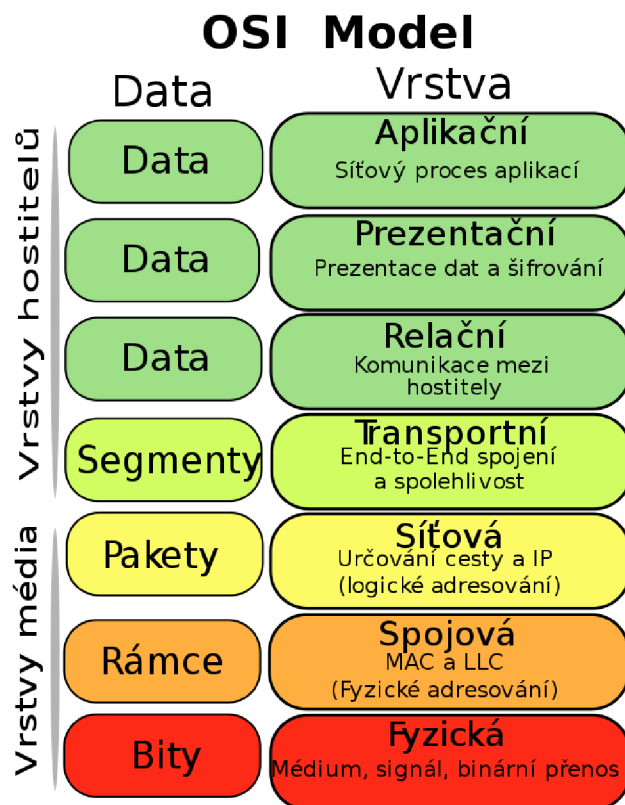 OSI Model
Data
Vrstva
Vrstvy hostitelů
Data
Aplikační
Síťový proces aplikací
Data
Prezentační
Prezentace dat a šifrování
Data
Relační
Komunikace mezi
hostitely
Segmenty
Transportní
End-to-End spojení
a spolehlivost
Vrstvy média
Pakety
Síťová
Určování cesty a IP
(logické adresování)
Rámce
Spojová
MAC a LLC
(Fyzické adresování)
Bity
Fyzická
Médium, signál, binární přenos